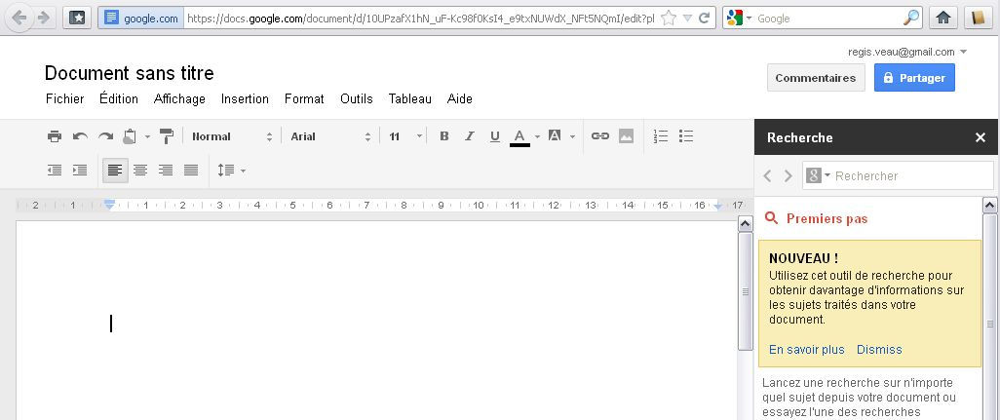 google.com https://docs.google.com/document/d/10UPzafX1hN_uF-Kc98f0KsI4_e9txNUWdX_NFt5NQmI/edit?pl Google
regis.veau@gmail.com
Document sans titre
Commentaires Partager
Fichier Édition Affichage Insertion Format Outils Tableau Aide
Normal Arial 11 B I U A A
Recherche
8 Rechercher
2 1 1 2 3 4 5 6 7 8 9 10 11 12 13 14 15 16 17
Premiers pas
NOUVEAU !
Utilisez cet outil de recherche pour
obtenir davantage d'informations sur
les sujets traités dans votre
document.
En savoir plus Dismiss
Lancez une recherche sur n'importe
quel sujet depuis votre document ou
essayez l'une des recherches